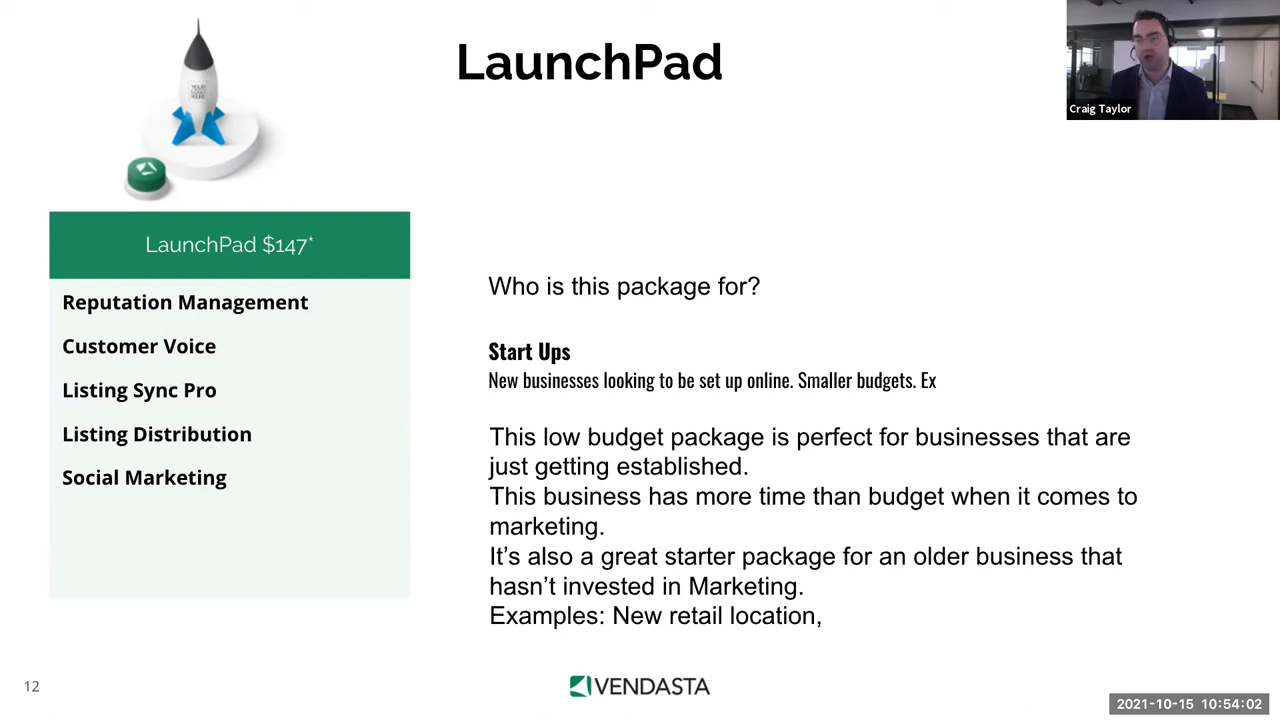 LaunchPad
Craig Taylor
YOUR
LOGO
HERE
LaunchPad $147*
Reputation Management
Customer Voice
Listing Sync Pro
Listing Distribution
Social Marketing
Who is this package for?
Start Ups
New businesses looking to be set up online. Smaller budgets. Ex
This low budget package is perfect for businesses that are
just getting established.
This business has more time than budget when it comes to
marketing.
It’s also a great starter package for an older business that
hasn’t invested in Marketing.
Examples: New retail location,
12
VENDASTA
2021-10-15 10:54:02